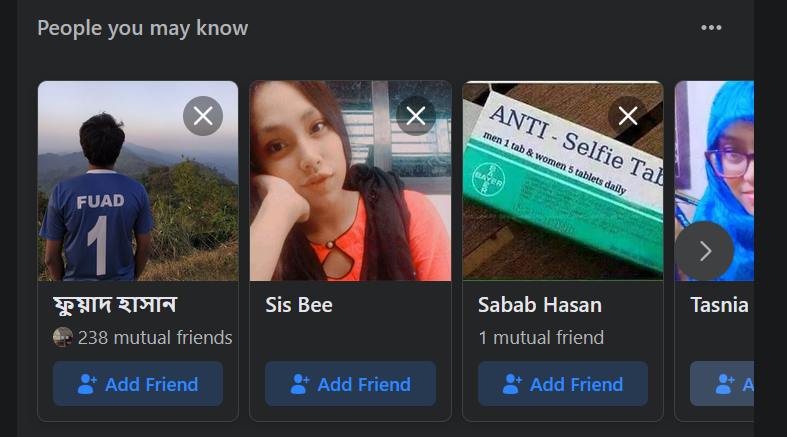 People you may know
FUAD
1
ANTI - Selfie Tab
men 1 tab & women 5 tablets daily
BAYER
ফুয়াদ হাসান
Sis Bee
Sabab Hasan
Tasnia
238 mutual friends
1 mutual friend
Add Friend
Add Friend
Add Friend
A